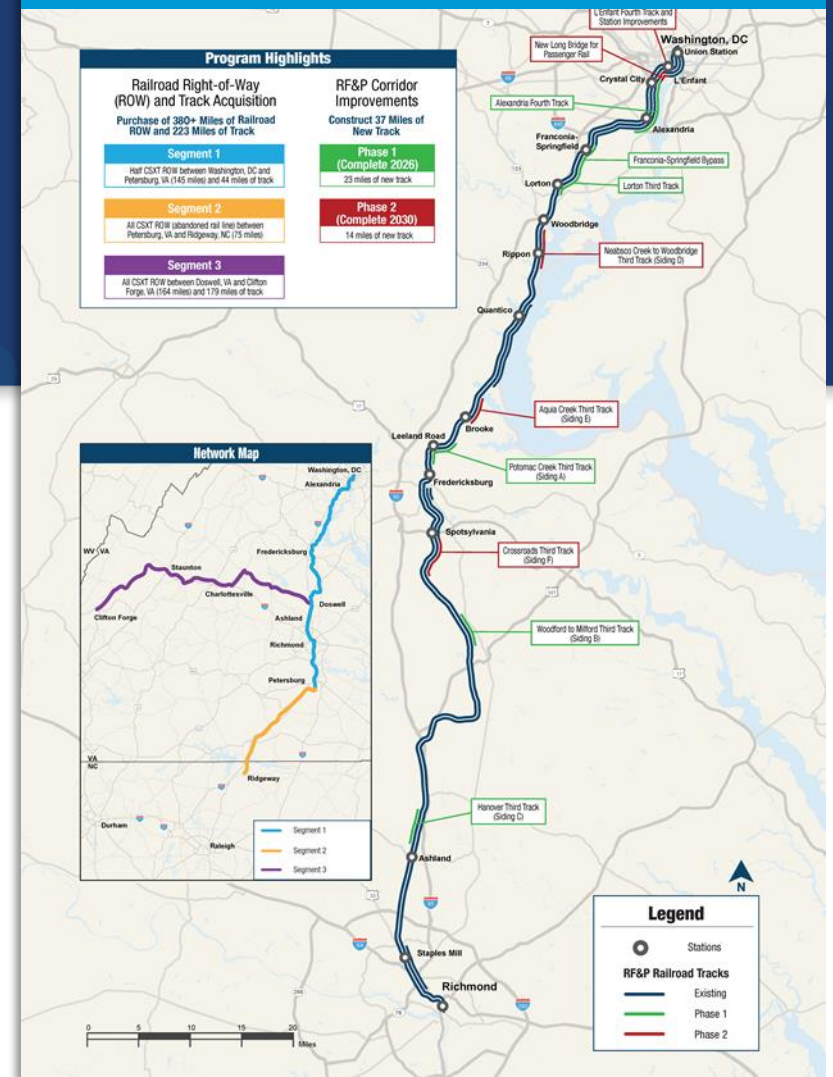 L'Enfant Fourth Track and
Station Improvements
Washington, DC
Union Station
New Long Bridge for
Passenger Rail
Crystal City
L'Enfant
Alexandria Fourth Track
Alexandria
Franconia-
Springfield
Franconia-Springfield Bypass
Lorton
Lorton Third Track
Woodbridge
Rippon
Neabsco Creek to Woodbridge
Third Track (Siding D)
Quantico
Aquia Creek Third Track
(Siding E)
Brooke
Leeland Road
Potomac Creek Third Track
(Siding A)
Fredericksburg
Spotsylvania
Crossroads Third Track
(Siding F)
Woodford to Milford Third Track
(Siding B)
Hanover Third Track
(Siding C)
Ashland
Staples Mill
Richmond
Program Highlights
Railroad Right-of-Way
(ROW) and Track Acquisition
Purchase of 380+ Miles of Railroad
ROW and 223 Miles of Track
Segment 1
Half CSXT ROW between Washington, DC and
Petersburg, VA (145 miles) and 44 miles of track
Segment 2
All CSXT ROW (abandoned rail line) between
Petersburg, VA and Ridgeway, NC (75 miles)
Segment 3
All CSXT ROW between Doswell, VA and Clifton
Forge, VA (164 miles) and 179 miles of track
RF&P Corridor
Improvements
Construct 37 Miles of
New Track
Phase 1
(Complete 2026)
23 miles of new track
Phase 2
(Complete 2030)
14 miles of new track
Network Map
Washington, DC
Alexandria
WV
VA
Fredericksburg
Staunton
Charlottesville
Doswell
Clifton Forge
Ashland
Richmond
Petersburg
VA
NC
Ridgeway
Durham
Raleigh
Segment 1
Segment 2
Segment 3
N
Legend
Stations
RF&P Railroad Tracks
Existing
Phase 1
Phase 2
0 5 10 15 20
Miles